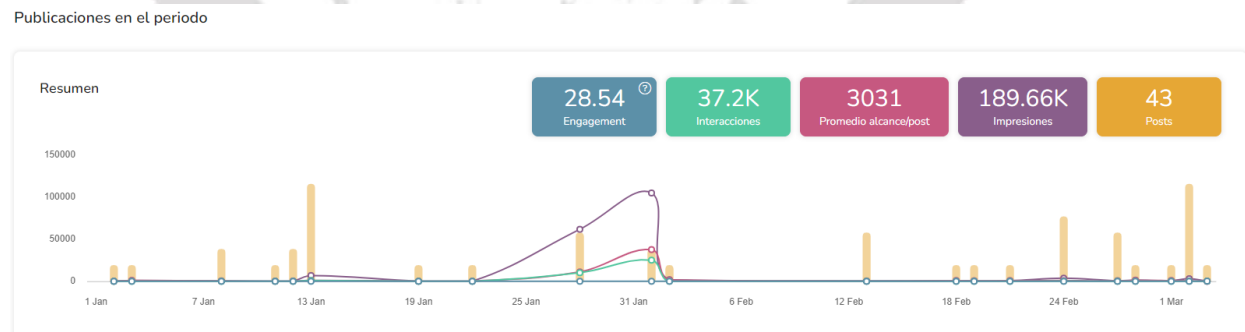 Publicaciones en el periodo
Resumen
28.54 ?
Engagement
37.2K
Interacciones
3031
Promedio alcance/post
189.66K
Impresiones
43
Posts
150000
100000
50000
0
1 Jan 7 Jan 13 Jan 19 Jan 25 Jan 31 Jan 6 Feb 12 Feb 18 Feb 24 Feb 1 Mar